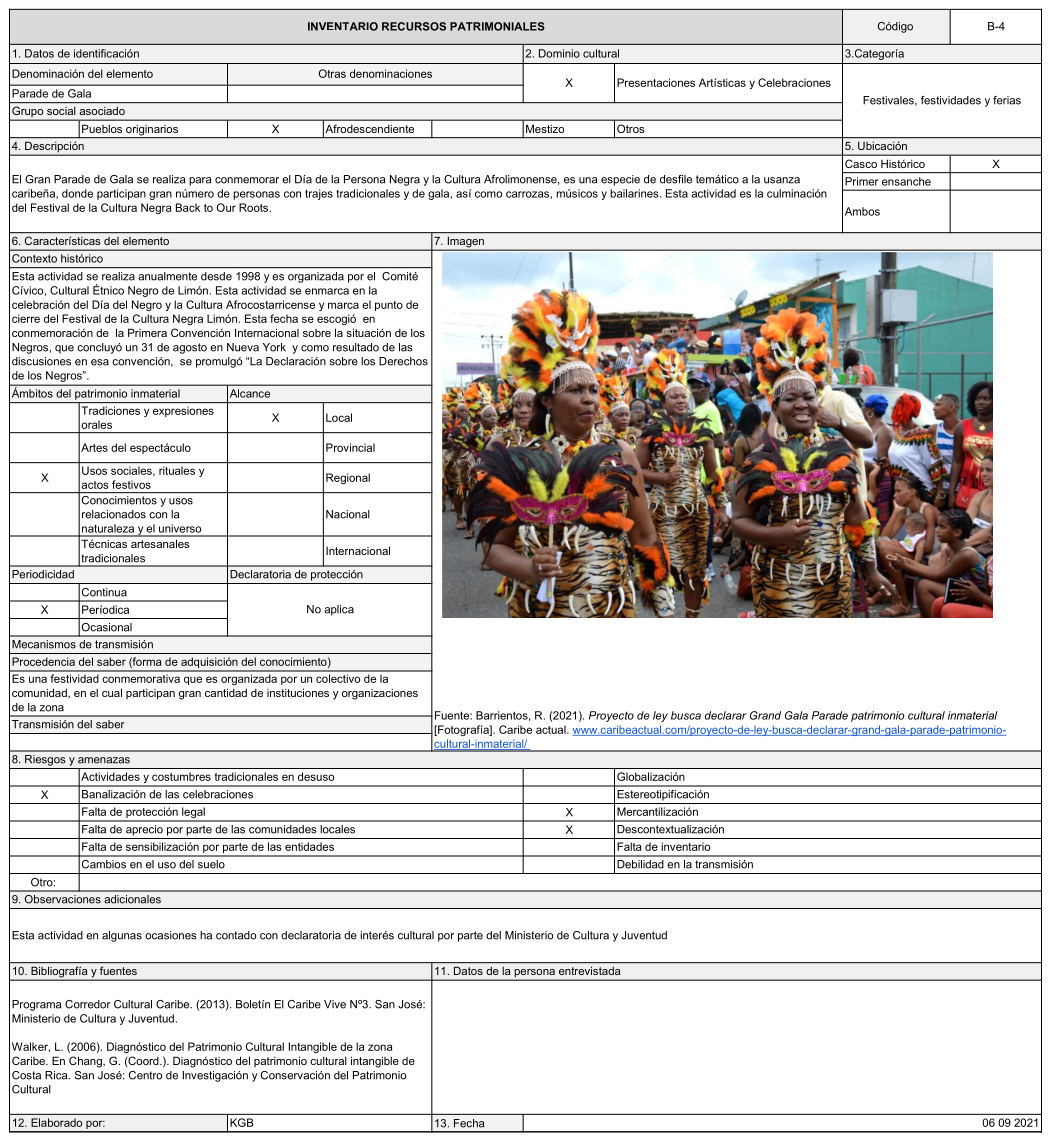 INVENTARIO RECURSOS PATRIMONIALES
Código
B-4
1. Datos de identificación
2. Dominio cultural
3.Categoría
Denominación del elemento
Otras denominaciones
X
Presentaciones Artísticas y Celebraciones
Festivales, festividades y ferias
Parade de Gala
Grupo social asociado
Pueblos originarios
X
Afrodescendiente
Mestizo
Otros
4. Descripción
5. Ubicación
El Gran Parade de Gala se realiza para conmemorar el Día de la Persona Negra y la Cultura Afrolimonense, es una especie de desfile temático a la usanza
caribeña, donde participan gran número de personas con trajes tradicionales y de gala, así como carrozas, músicos y bailarines. Esta actividad es la culminación
del Festival de la Cultura Negra Back to Our Roots.
Casco Histórico
X
Primer ensanche
Ambos
6. Características del elemento
7. Imagen
Contexto histórico
Esta actividad se realiza anualmente desde 1998 y es organizada por el Comité
Cívico, Cultural Étnico Negro de Limón. Esta actividad se enmarca en la
celebración del Día del Negro y la Cultura Afrocostarricense y marca el punto de
cierre del Festival de la Cultura Negra Limón. Esta fecha se escogió en
conmemoración de la Primera Convención Internacional sobre la situación de los
Negros, que concluyó un 31 de agosto en Nueva York y como resultado de las
discusiones en esa convención, se promulgó “La Declaración sobre los Derechos
de los Negros”.
Ámbitos del patrimonio inmaterial
Alcance
Tradiciones y expresiones
orales
X
Local
Artes del espectáculo
Provincial
X
Usos sociales, rituales y
actos festivos
Regional
Conocimientos y usos
relacionados con la
naturaleza y el universo
Nacional
Técnicas artesanales
tradicionales
Internacional
Periodicidad
Declaratoria de protección
Continua
X
Períodica
No aplica
Ocasional
Mecanismos de transmisión
Procedencia del saber (forma de adquisición del conocimiento)
Es una festividad conmemorativa que es organizada por un colectivo de la
comunidad, en el cual participan gran cantidad de instituciones y organizaciones
de la zona
Transmisión del saber
Fuente: Barrientos, R. (2021). Proyecto de ley busca declarar Grand Gala Parade patrimonio cultural inmaterial
[Fotografía]. Caribe actual. www.caribeactual.com/proyecto-de-ley-busca-declarar-grand-gala-parade-patrimonio-
cultural-inmaterial/
8. Riesgos y amenazas
Actividades y costumbres tradicionales en desuso
Globalización
X
Banalización de las celebraciones
Estereotipificación
Falta de protección legal
X
Mercantilización
Falta de aprecio por parte de las comunidades locales
X
Descontextualización
Falta de sensibilización por parte de las entidades
Falta de inventario
Cambios en el uso del suelo
Debilidad en la transmisión
Otro:
9. Observaciones adicionales
Esta actividad en algunas ocasiones ha contado con declaratoria de interés cultural por parte del Ministerio de Cultura y Juventud
10. Bibliografía y fuentes
11. Datos de la persona entrevistada
Programa Corredor Cultural Caribe. (2013). Boletín El Caribe Vive Nº3. San José:
Ministerio de Cultura y Juventud.
Walker, L. (2006). Diagnóstico del Patrimonio Cultural Intangible de la zona
Caribe. En Chang, G. (Coord.). Diagnóstico del patrimonio cultural intangible de
Costa Rica. San José: Centro de Investigación y Conservación del Patrimonio
Cultural
12. Elaborado por:
KGB
13. Fecha
06 09 2021